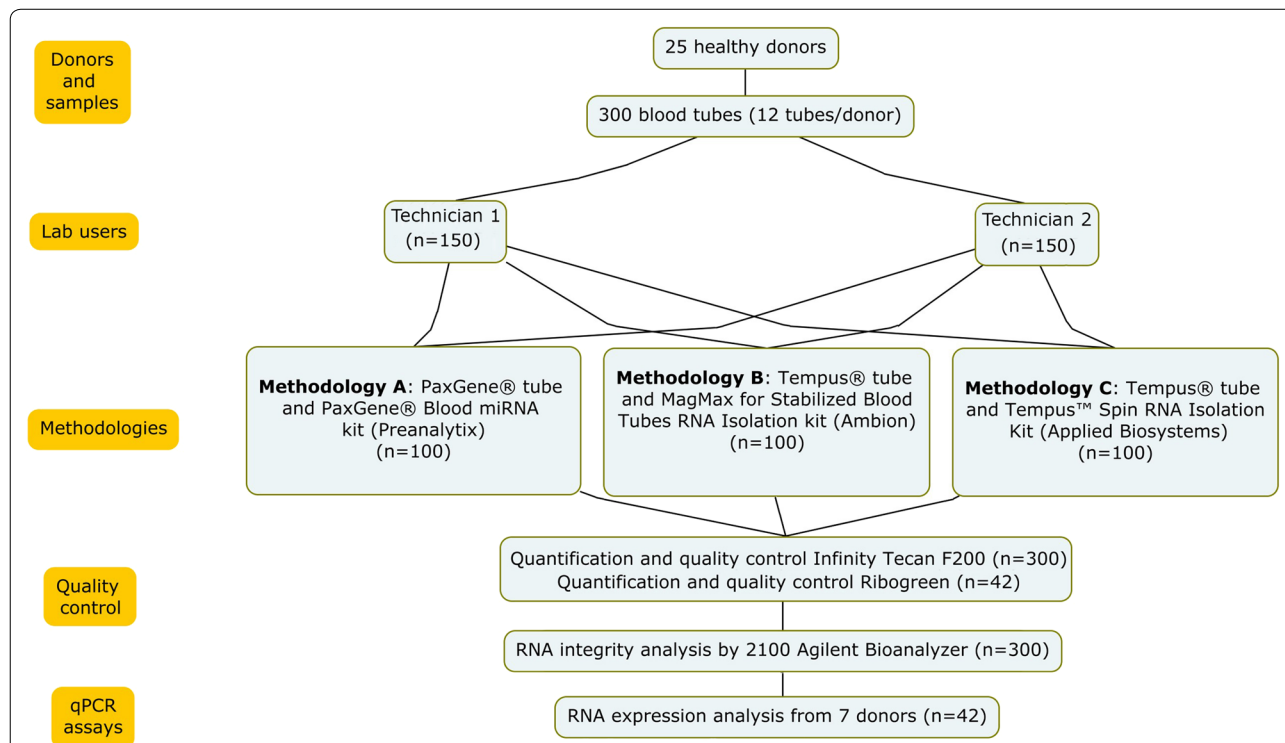 Donors
and
samples
25 healthy donors
300 blood tubes (12 tubes/donor)
Lab users
Technician 1
(n=150)
Technician 2
(n=150)
Methodologies
Methodology A: PaxGene® tube
and PaxGene® Blood miRNA
kit (Preanalytix)
(n=100)
Methodology B: Tempus® tube
and MagMax for Stabilized Blood
Tubes RNA Isolation kit (Ambion)
(n=100)
Methodology C: Tempus® tube
and Tempus™ Spin RNA Isolation
Kit (Applied Biosystems)
(n=100)
Quality
control
Quantification and quality control Infinity Tecan F200 (n=300)
Quantification and quality control Ribogreen (n=42)
RNA integrity analysis by 2100 Agilent Bioanalyzer (n=300)
qPCR
assays
RNA expression analysis from 7 donors (n=42)